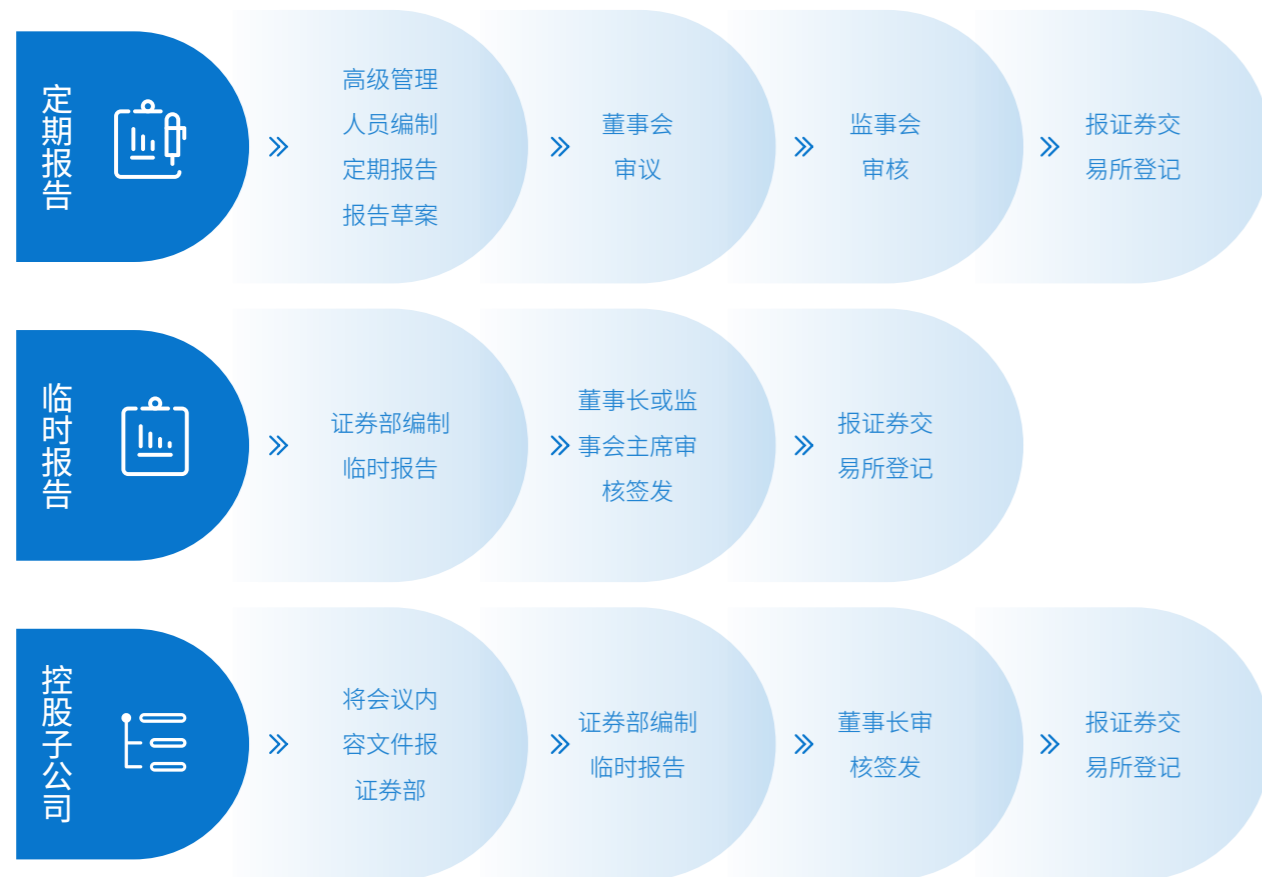 定期报告
高级管理
人员编制
定期报告
报告草案
董事会
审议
监事会
审核
报证券交
易所登记
临时报告
证券部编制
临时报告
董事长或监
事会主席审
核签发
报证券交
易所登记
控股子公司
将会议内
容文件报
证券部
证券部编制
临时报告
董事长审
核签发
报证券交
易所登记